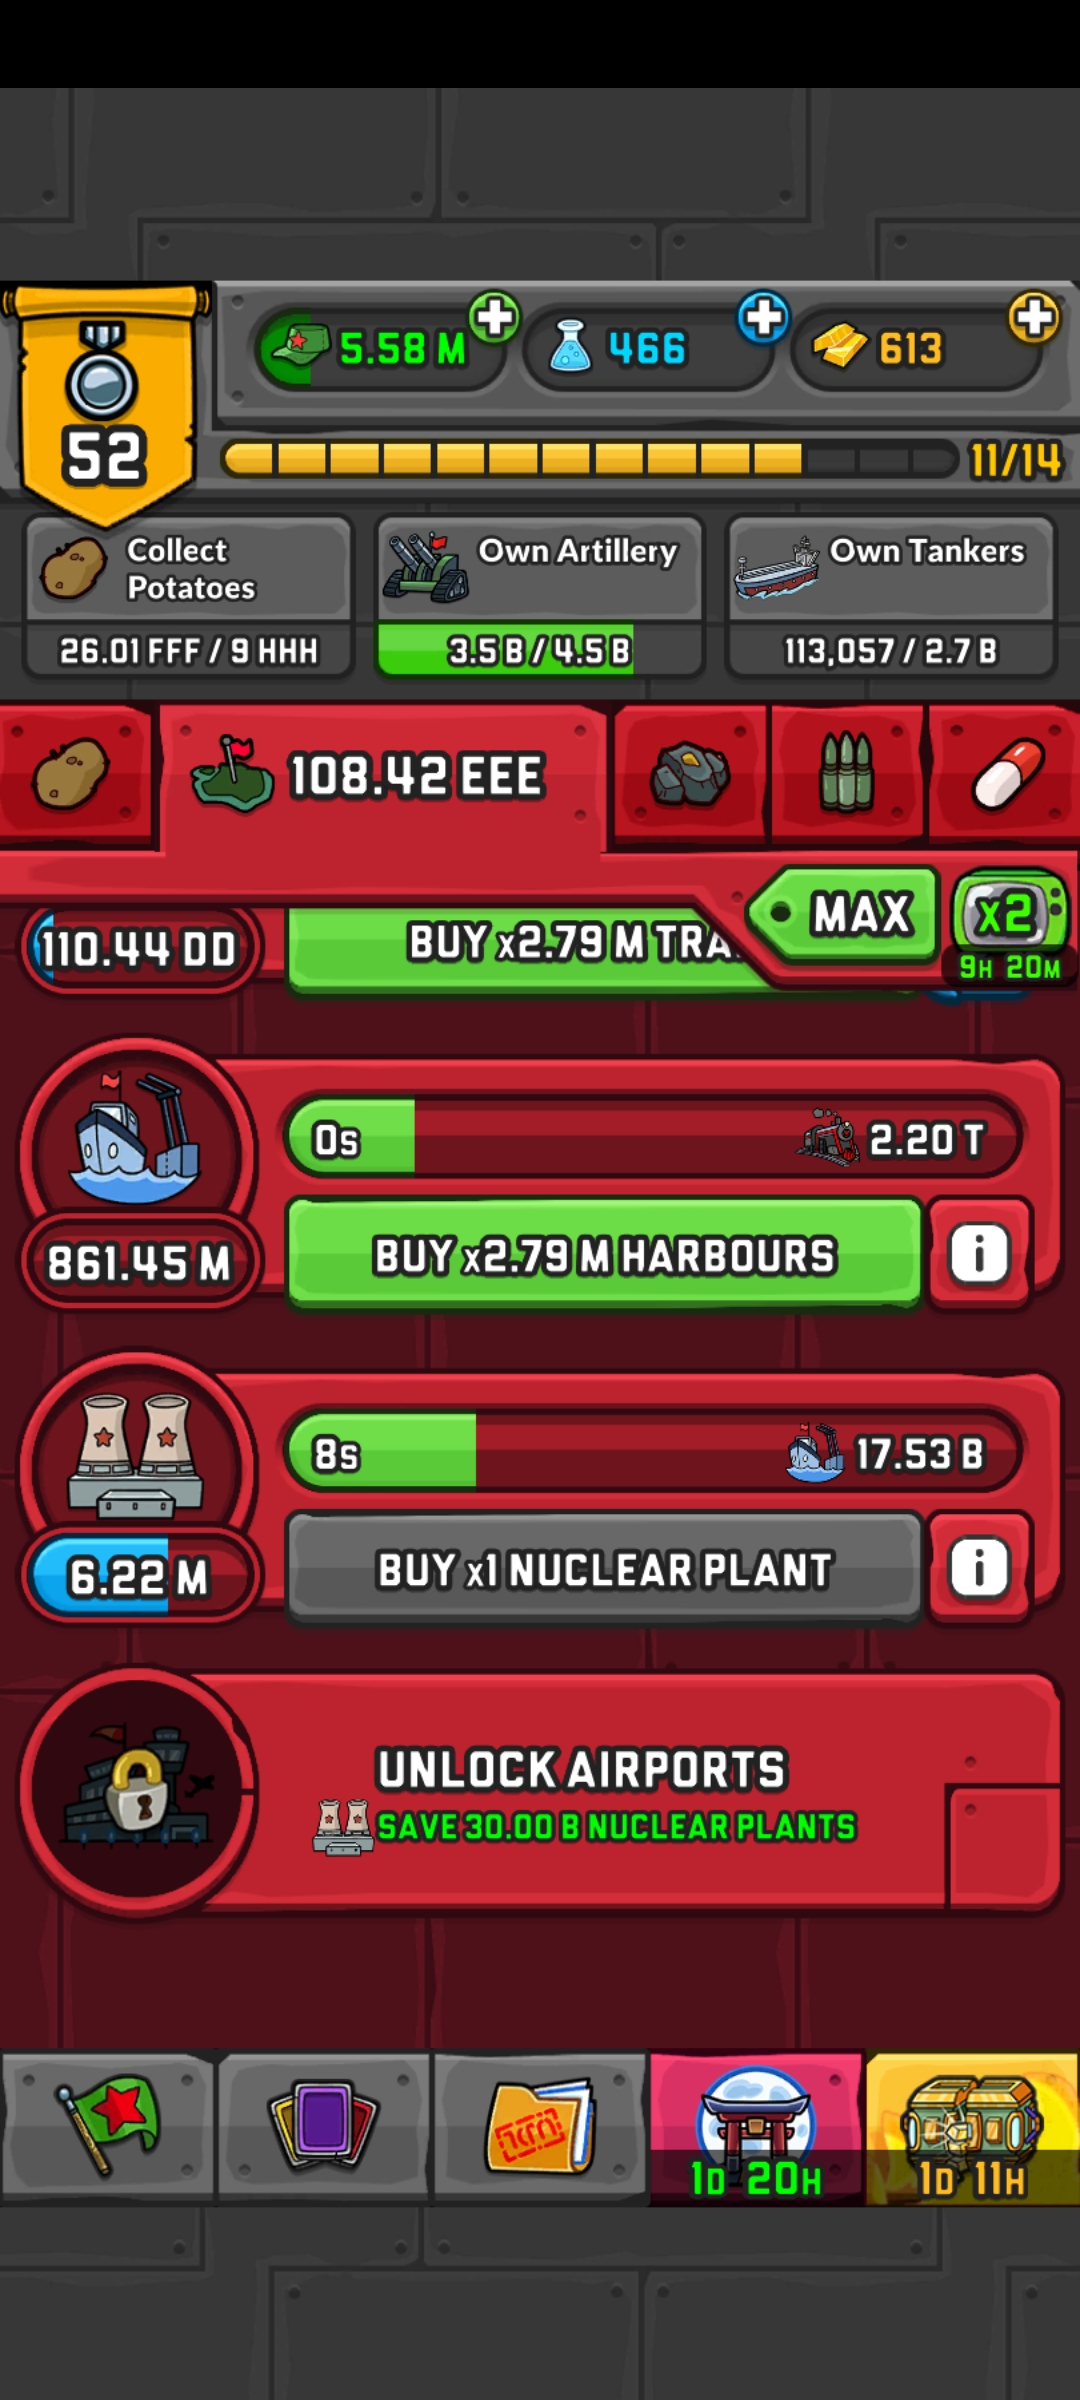 5.58 M
466
613
52
11/14
Collect
Potatoes
Own Artillery
Own Tankers
26.01 FFF / 9 HHH
3.5 B / 4.5 B
113,057 / 2.7 B
108.42 EEE
MAX
x2
9H 20M
110.44 DD
BUY x2.79 M TRA
0s
2.20 T
861.45 M
BUY x2.79 M HARBOURS
i
8s
17.53 B
6.22 M
BUY x1 NUCLEAR PLANT
i
UNLOCK AIRPORTS
SAVE 30.00 B NUCLEAR PLANTS
1D 20H
1D 11H